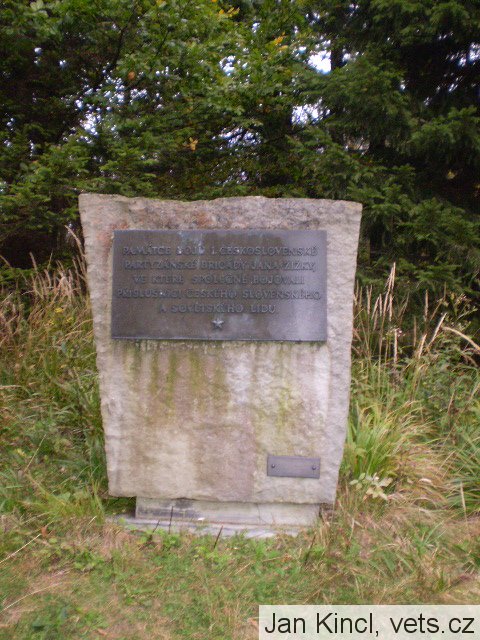 PAMÁTCE BOJŮ 1. ČESKOSLOVENSKÉ
PARTYZÁNSKÉ BRIGÁDY JANA ŽIŽKY,
VE KTERÉ SPOLEČNĚ BOJOVALI
PŘÍSLUŠNÍCI ČESKÉHO, SLOVENSKÉHO
A SOVĚTSKÉHO LIDU
Jan Kincl, vets.cz